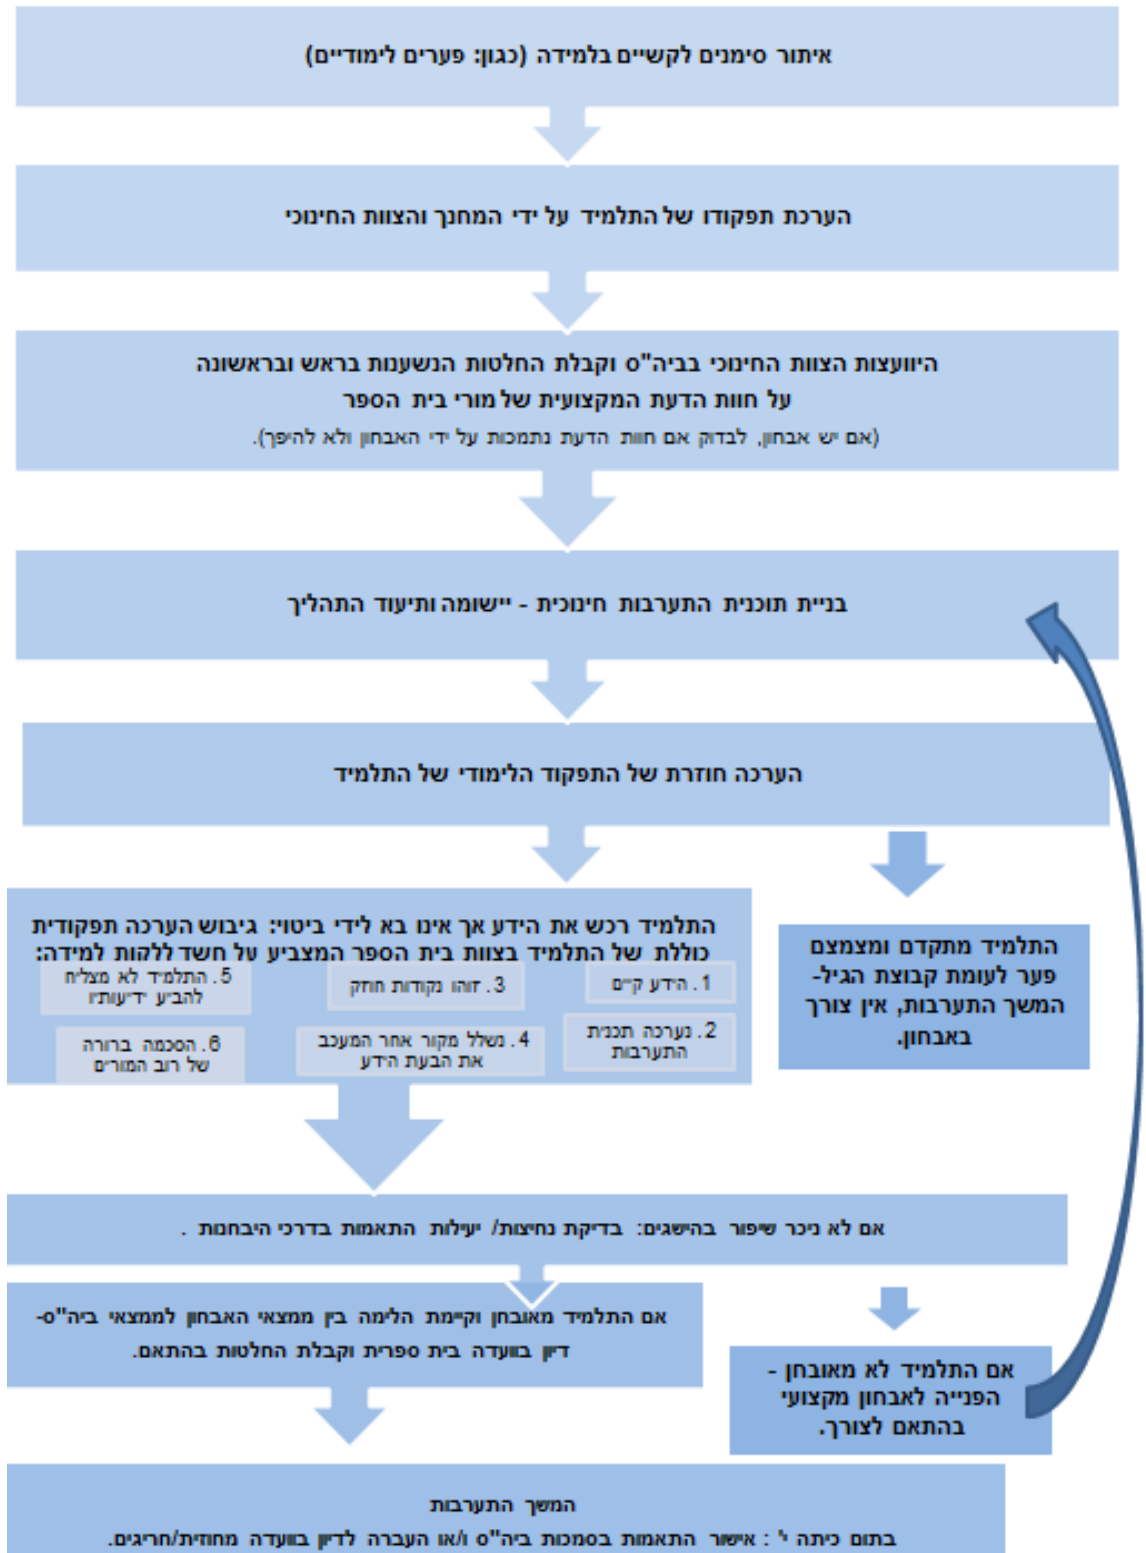 איתור סימנים לקשיים בלמידה (כגון: פערים לימודיים)
הערכת תפקודו של התלמיד על ידי המחנך והצוות החינוכי
היוועצות הצוות החינוכי בביה"ס וקבלת החלטות הנשענות בראש ובראשונה
על חוות הדעת המקצועית של מורי בית הספר
(אם יש אבחון, לבדוק אם חוות הדעת נתמכות על ידי האבחון ולא להיפך).
בניית תוכנית התערבות חינוכית - יישומה ותיעוד התהליך
הערכה חוזרת של התפקוד הלימודי של התלמיד
התלמיד מתקדם ומצמצם
פער לעומת קבוצת הגיל-
המשך התערבות, אין צורך
באבחון.
התלמיד רכש את הידע אך אינו בא לידי ביטוי: גיבוש הערכה תפקודית
כוללת של התלמיד בצוות בית הספר המצביע על חשד ללקות למידה:
1. הידע קיים
2. נערכה תכנית
התערבות
3. זוהו נקודות חוזק
4. נשלל מקור אחר המעכב
את הבעת הידע
5. התלמיד לא מצליח
להביע ידיעותיו
6. הסכמה ברורה
של רוב המורים
אם לא ניכר שיפור בהישגים: בדיקת נחיצות/ יעילות התאמות בדרכי היבחנות .
אם התלמיד מאובחן וקיימת הלימה בין ממצאי האבחון לממצאי ביה"ס-
דיון בוועדה בית ספרית וקבלת החלטות בהתאם.
אם התלמיד לא מאובחן -
הפנייה לאבחון מקצועי
בהתאם לצורך.
המשך התערבות
בתום כיתה י' : אישור התאמות בסמכות ביה"ס ו/או העברה לדיון בוועדה מחוזית/חריגים.